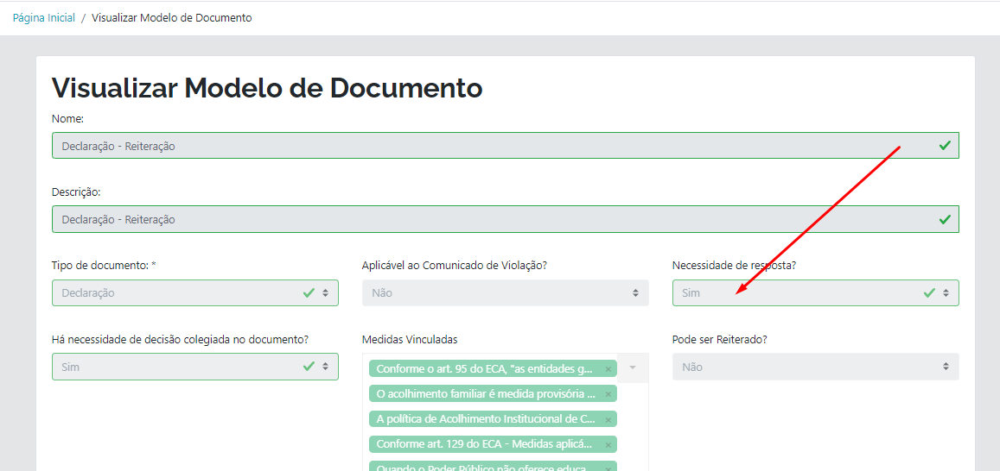 Página Inicial / Visualizar Modelo de Documento
Visualizar Modelo de Documento
Nome:
Declaração - Reiteração
Descrição:
Declaração - Reiteração
Tipo de documento: *
Declaração
Aplicável ao Comunicado de Violação?
Não
Necessidade de resposta?
Sim
Há necessidade de decisão colegiada no documento?
Sim
Medidas Vinculadas
Conforme o art. 95 do ECA, "as entidades g... ×
O acolhimento familiar é medida provisória ... ×
A política de Acolhimento Institucional de C... ×
Conforme art. 129 do ECA - Medidas aplicá... ×
Quando o Poder Público não oferece educa... ×
Pode ser Reiterado?
Não